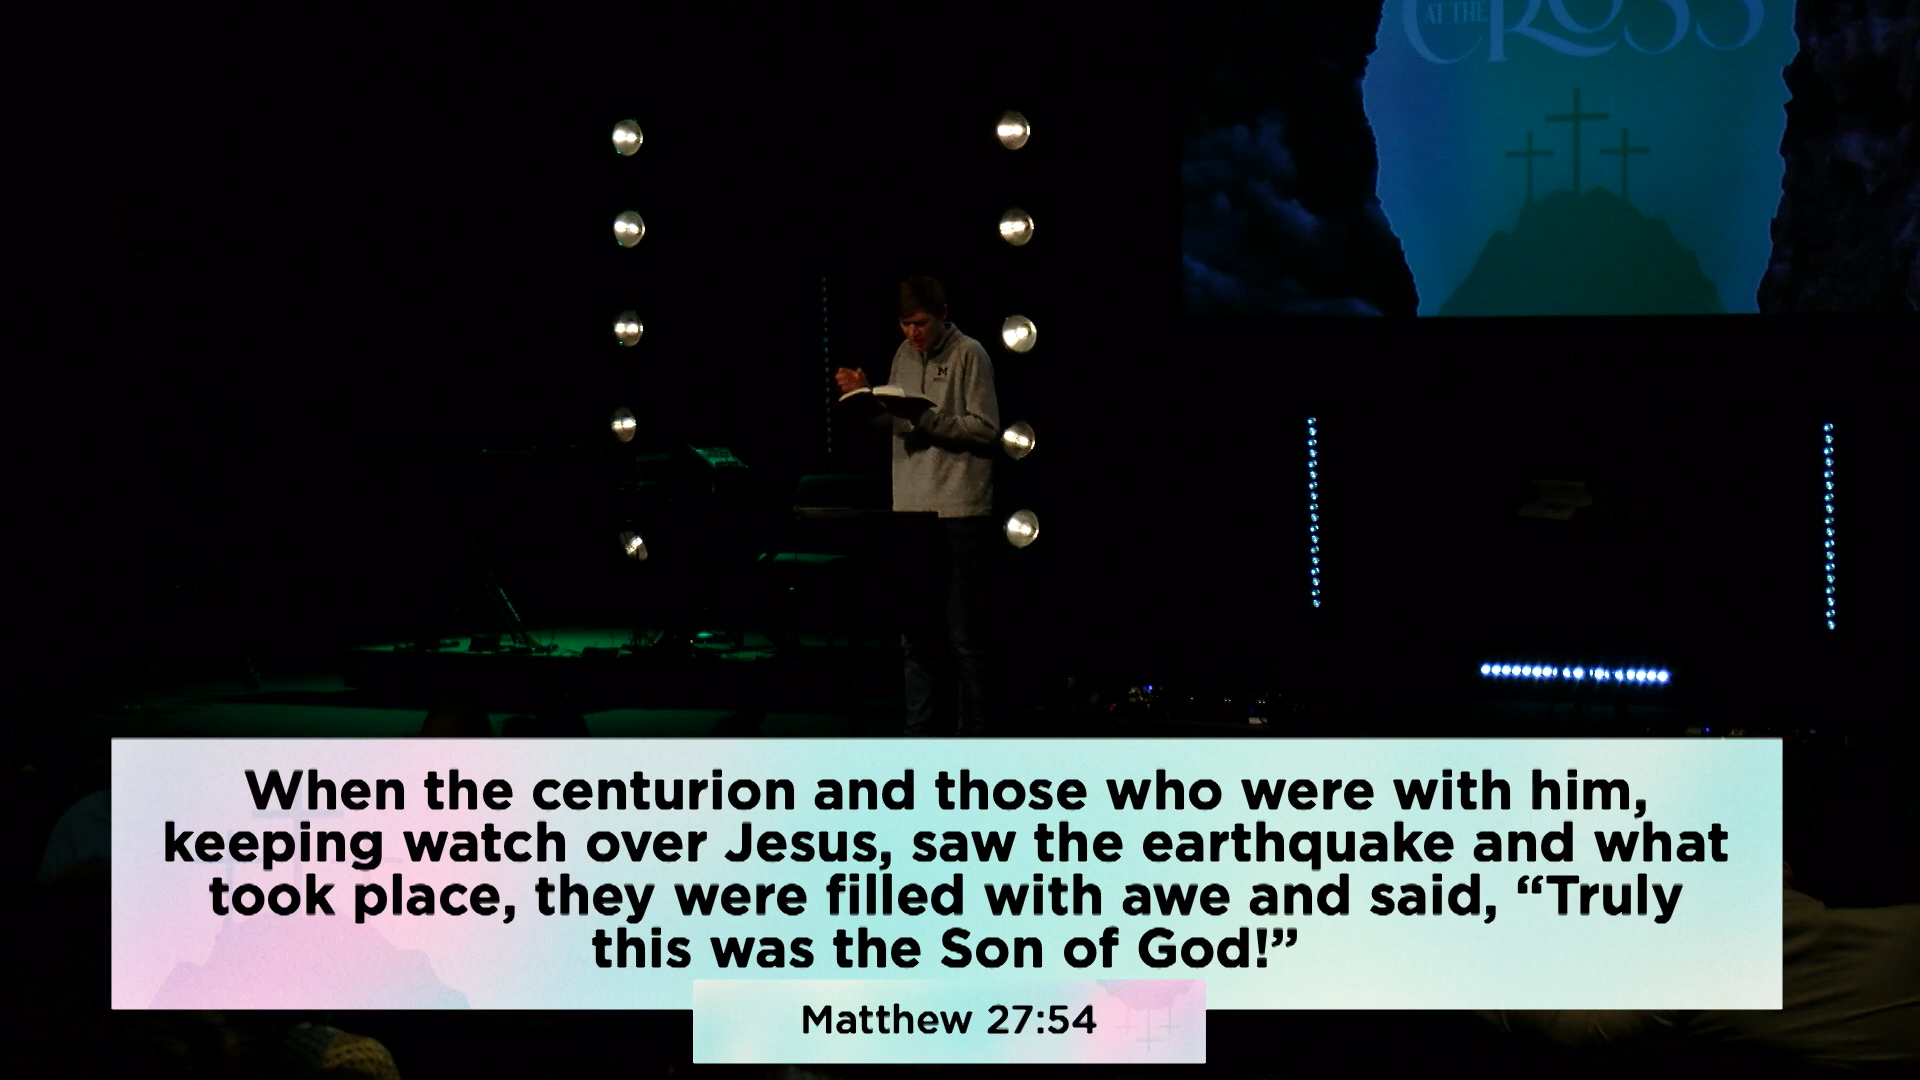 AT THE
CROSS
M
When the centurion and those who were with him,
keeping watch over Jesus, saw the earthquake and what
took place, they were filled with awe and said, “Truly
this was the Son of God!”
Matthew 27:54